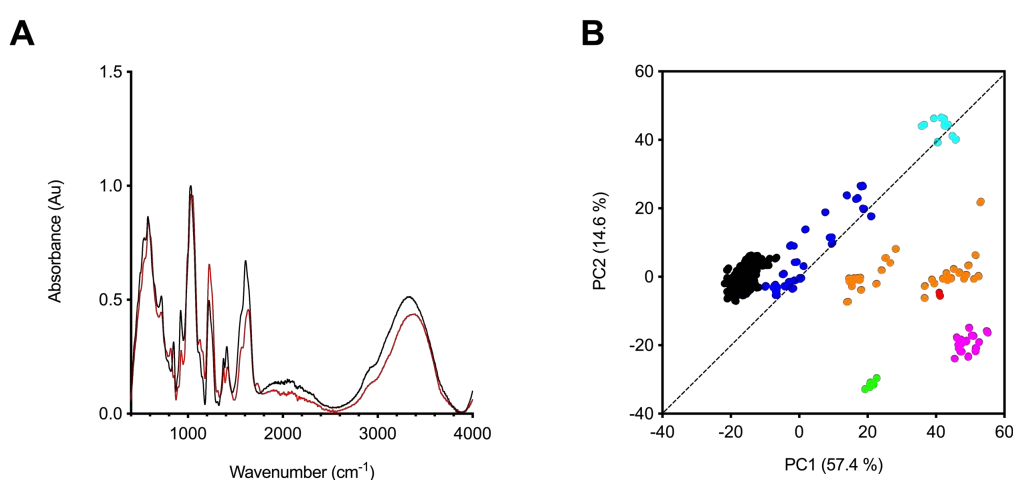 A
B
Absorbance (Au)
1.5
1.0
0.5
0.0
1000 2000 3000 4000
Wavenumber (cm⁻¹)
PC2 (14.6 %)
60
40
20
0
-20
-40
-40 -20 0 20 40 60
PC1 (57.4 %)